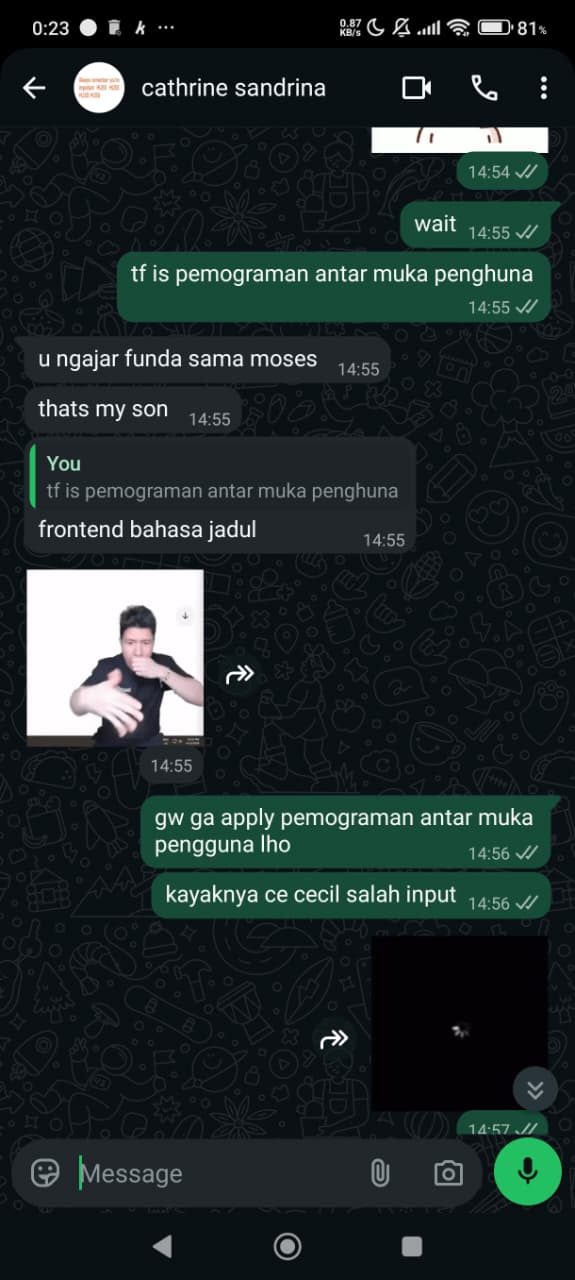 0:23
k
0.87 KB/s
81%
cathrine sandrina
14:54
wait 14:55
tf is pemograman antar muka penghuna
14:55
u ngajar funda sama moses 14:55
thats my son 14:55
You
tf is pemograman antar muka penghuna
frontend bahasa jadul 14:55
14:55
gw ga apply pemograman antar muka
pengguna lho 14:56
kayaknya ce cecil salah input 14:56
14:57
Message